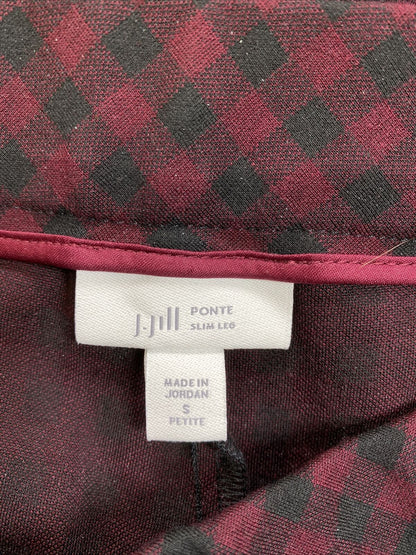 J.Jill
PONTE
SLIM LEG
MADE IN
JORDAN
S
PETITE